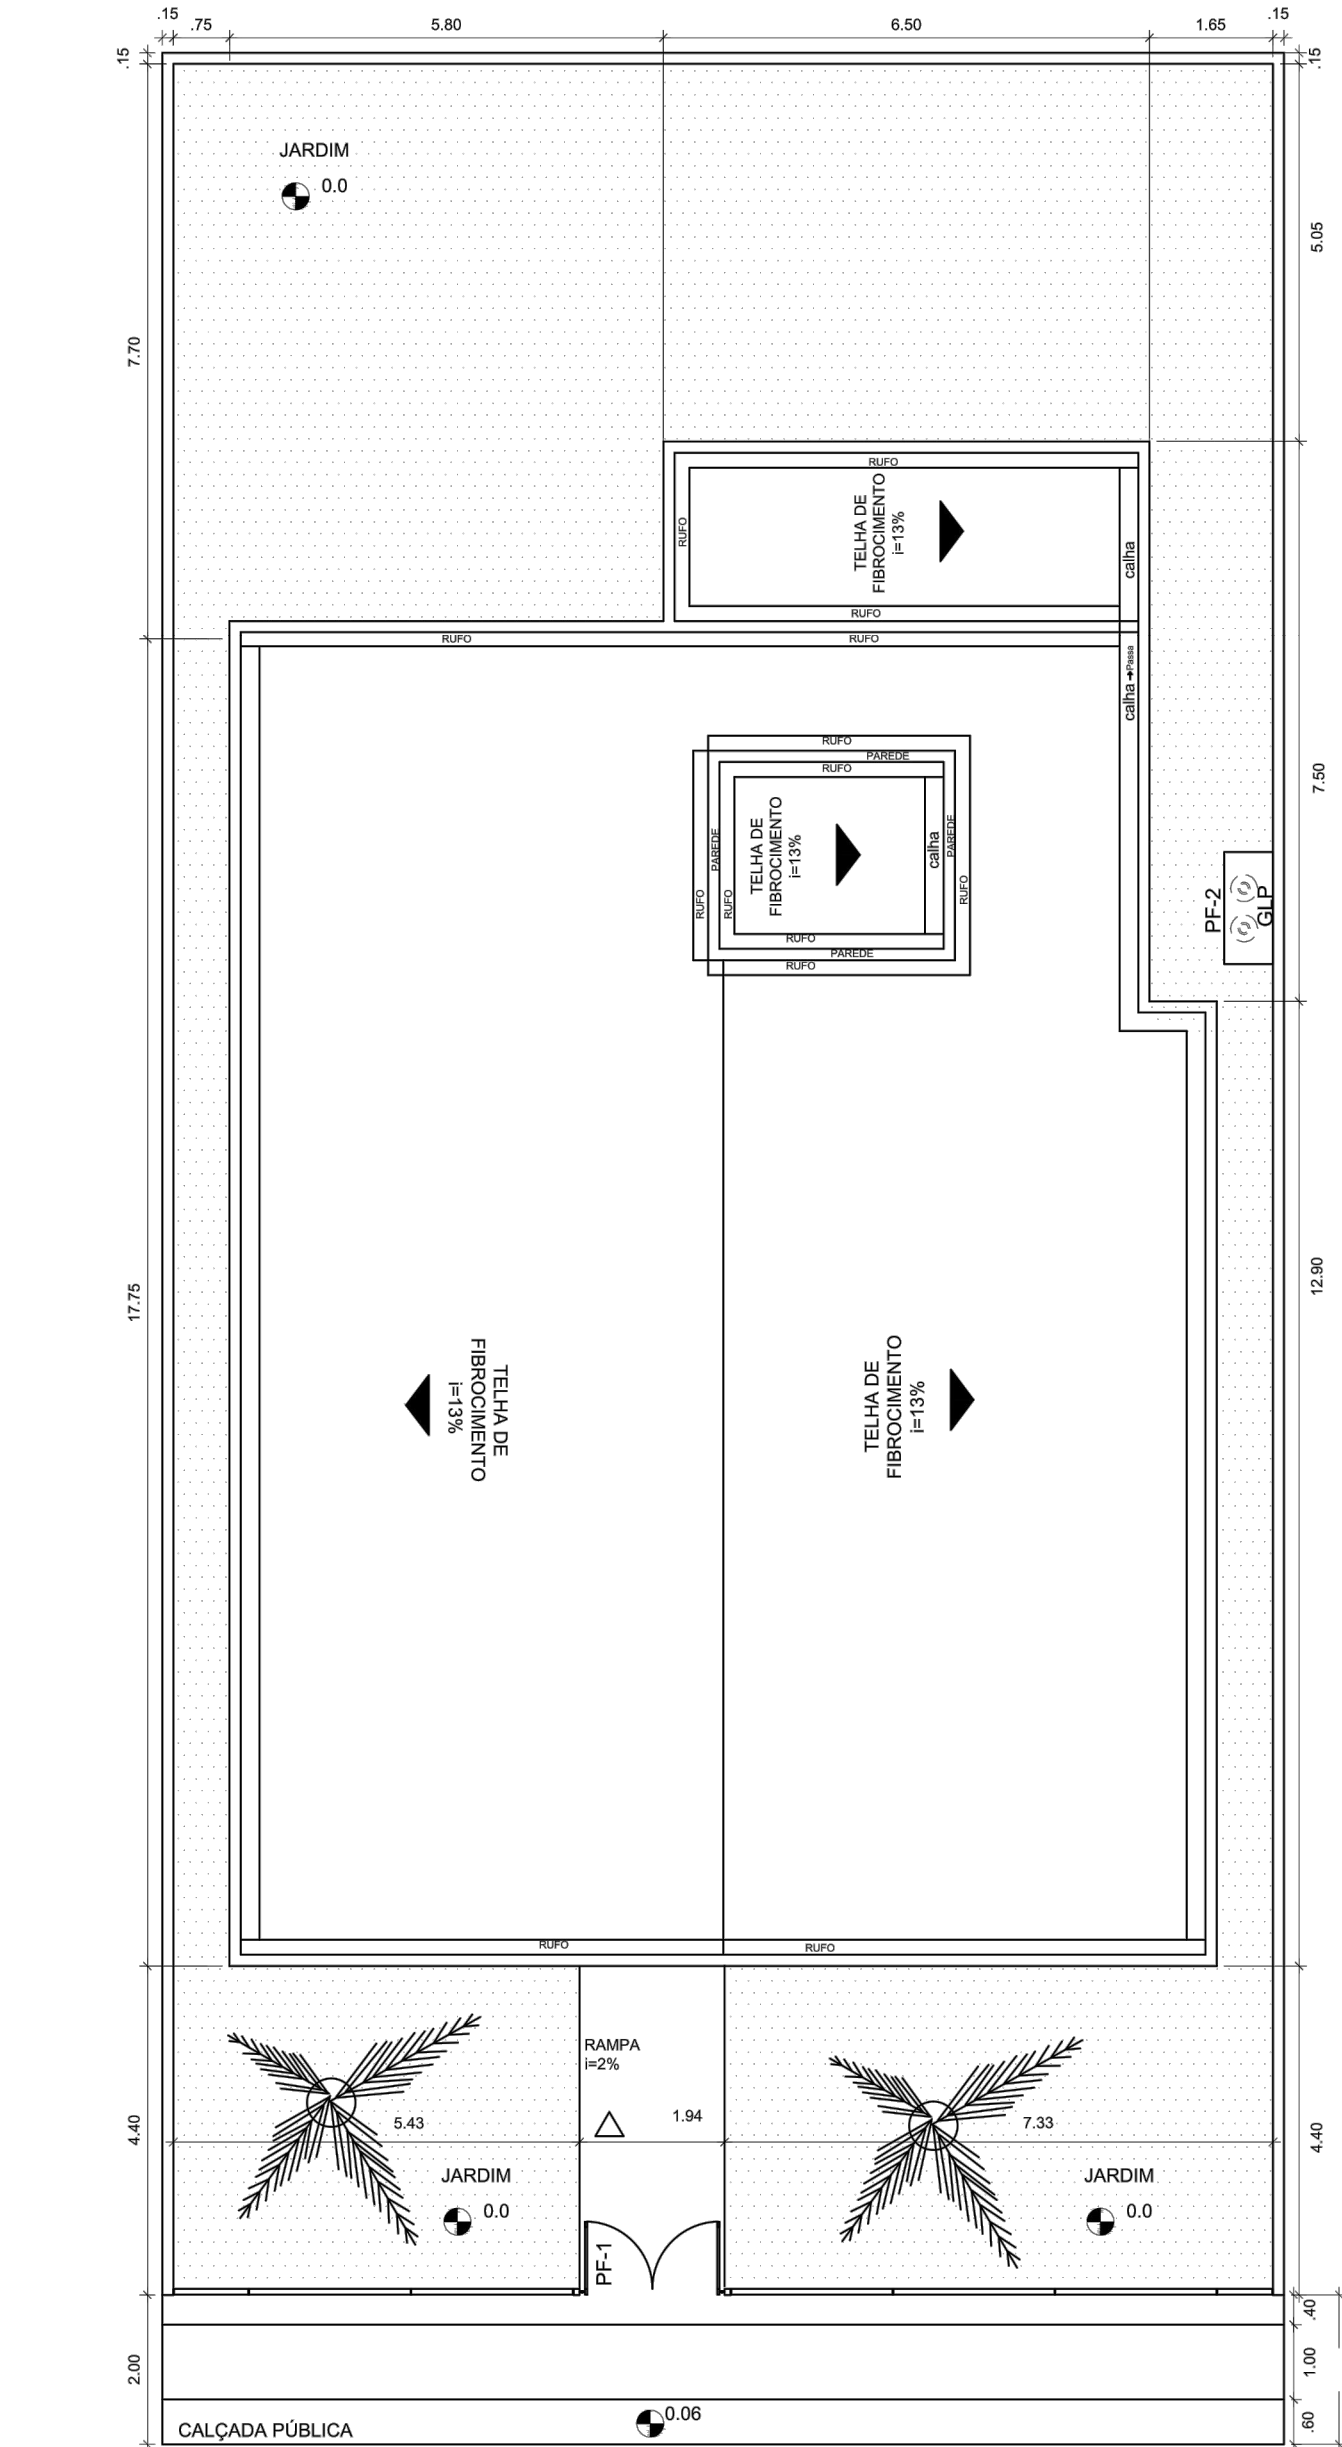 .15
.75
5.80
6.50
1.65
.15
.15
.15
JARDIM
0.0
5.05
7.70
RUFO
RUFO
TELHA DE
FIBROCIMENTO
i=13%
calha
RUFO
RUFO
RUFO
calha
Passa
RUFO
PAREDE
RUFO
7.50
PAREDE
RUFO
RUFO
TELHA DE
FIBROCIMENTO
i=13%
calha
PAREDE
RUFO
RUFO
PAREDE
RUFO
PF-2
GLP
17.75
12.90
TELHA DE
FIBROCIMENTO
i=13%
TELHA DE
FIBROCIMENTO
i=13%
RUFO
RUFO
RAMPA
i=2%
4.40
5.43
1.94
7.33
4.40
JARDIM
0.0
JARDIM
0.0
PF-1
.40
2.00
1.00
CALÇADA PÚBLICA
0.06
.60